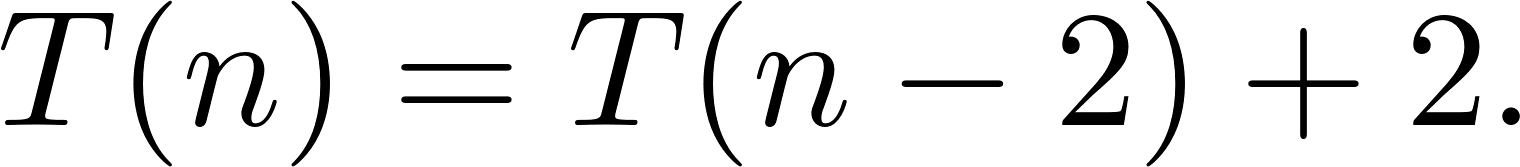 T(n) = T(n − 2) + 2.